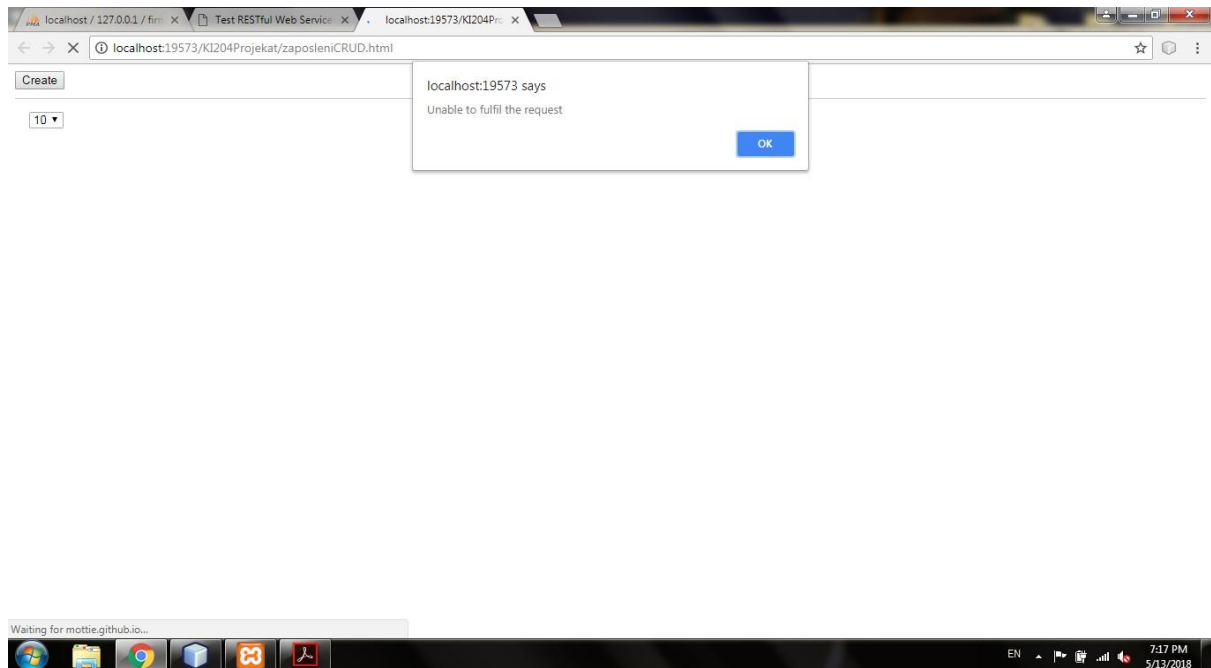 localhost / 127.0.0.1 / firm
Test RESTful Web Service
localhost:19573/KI204Pro
localhost:19573/KI204Projekat/zaposleniCRUD.html
Create
10
localhost:19573 says
Unable to fulfil the request
OK
Waiting for mottie.github.io...
EN
7:17 PM
5/13/2018